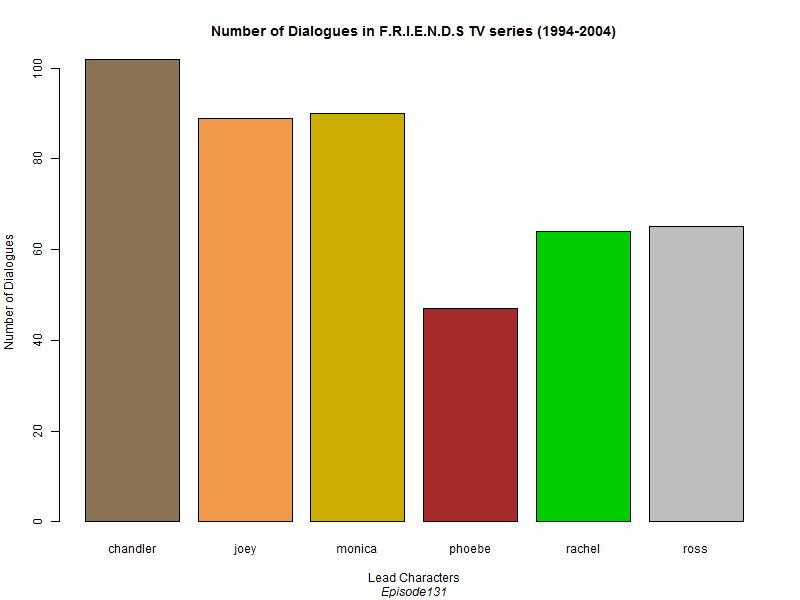 Number of Dialogues in F.R.I.E.N.D.S TV series (1994-2004)
Number of Dialogues
100
80
60
40
20
0
chandler joey monica phoebe rachel ross
Lead Characters
Episode131